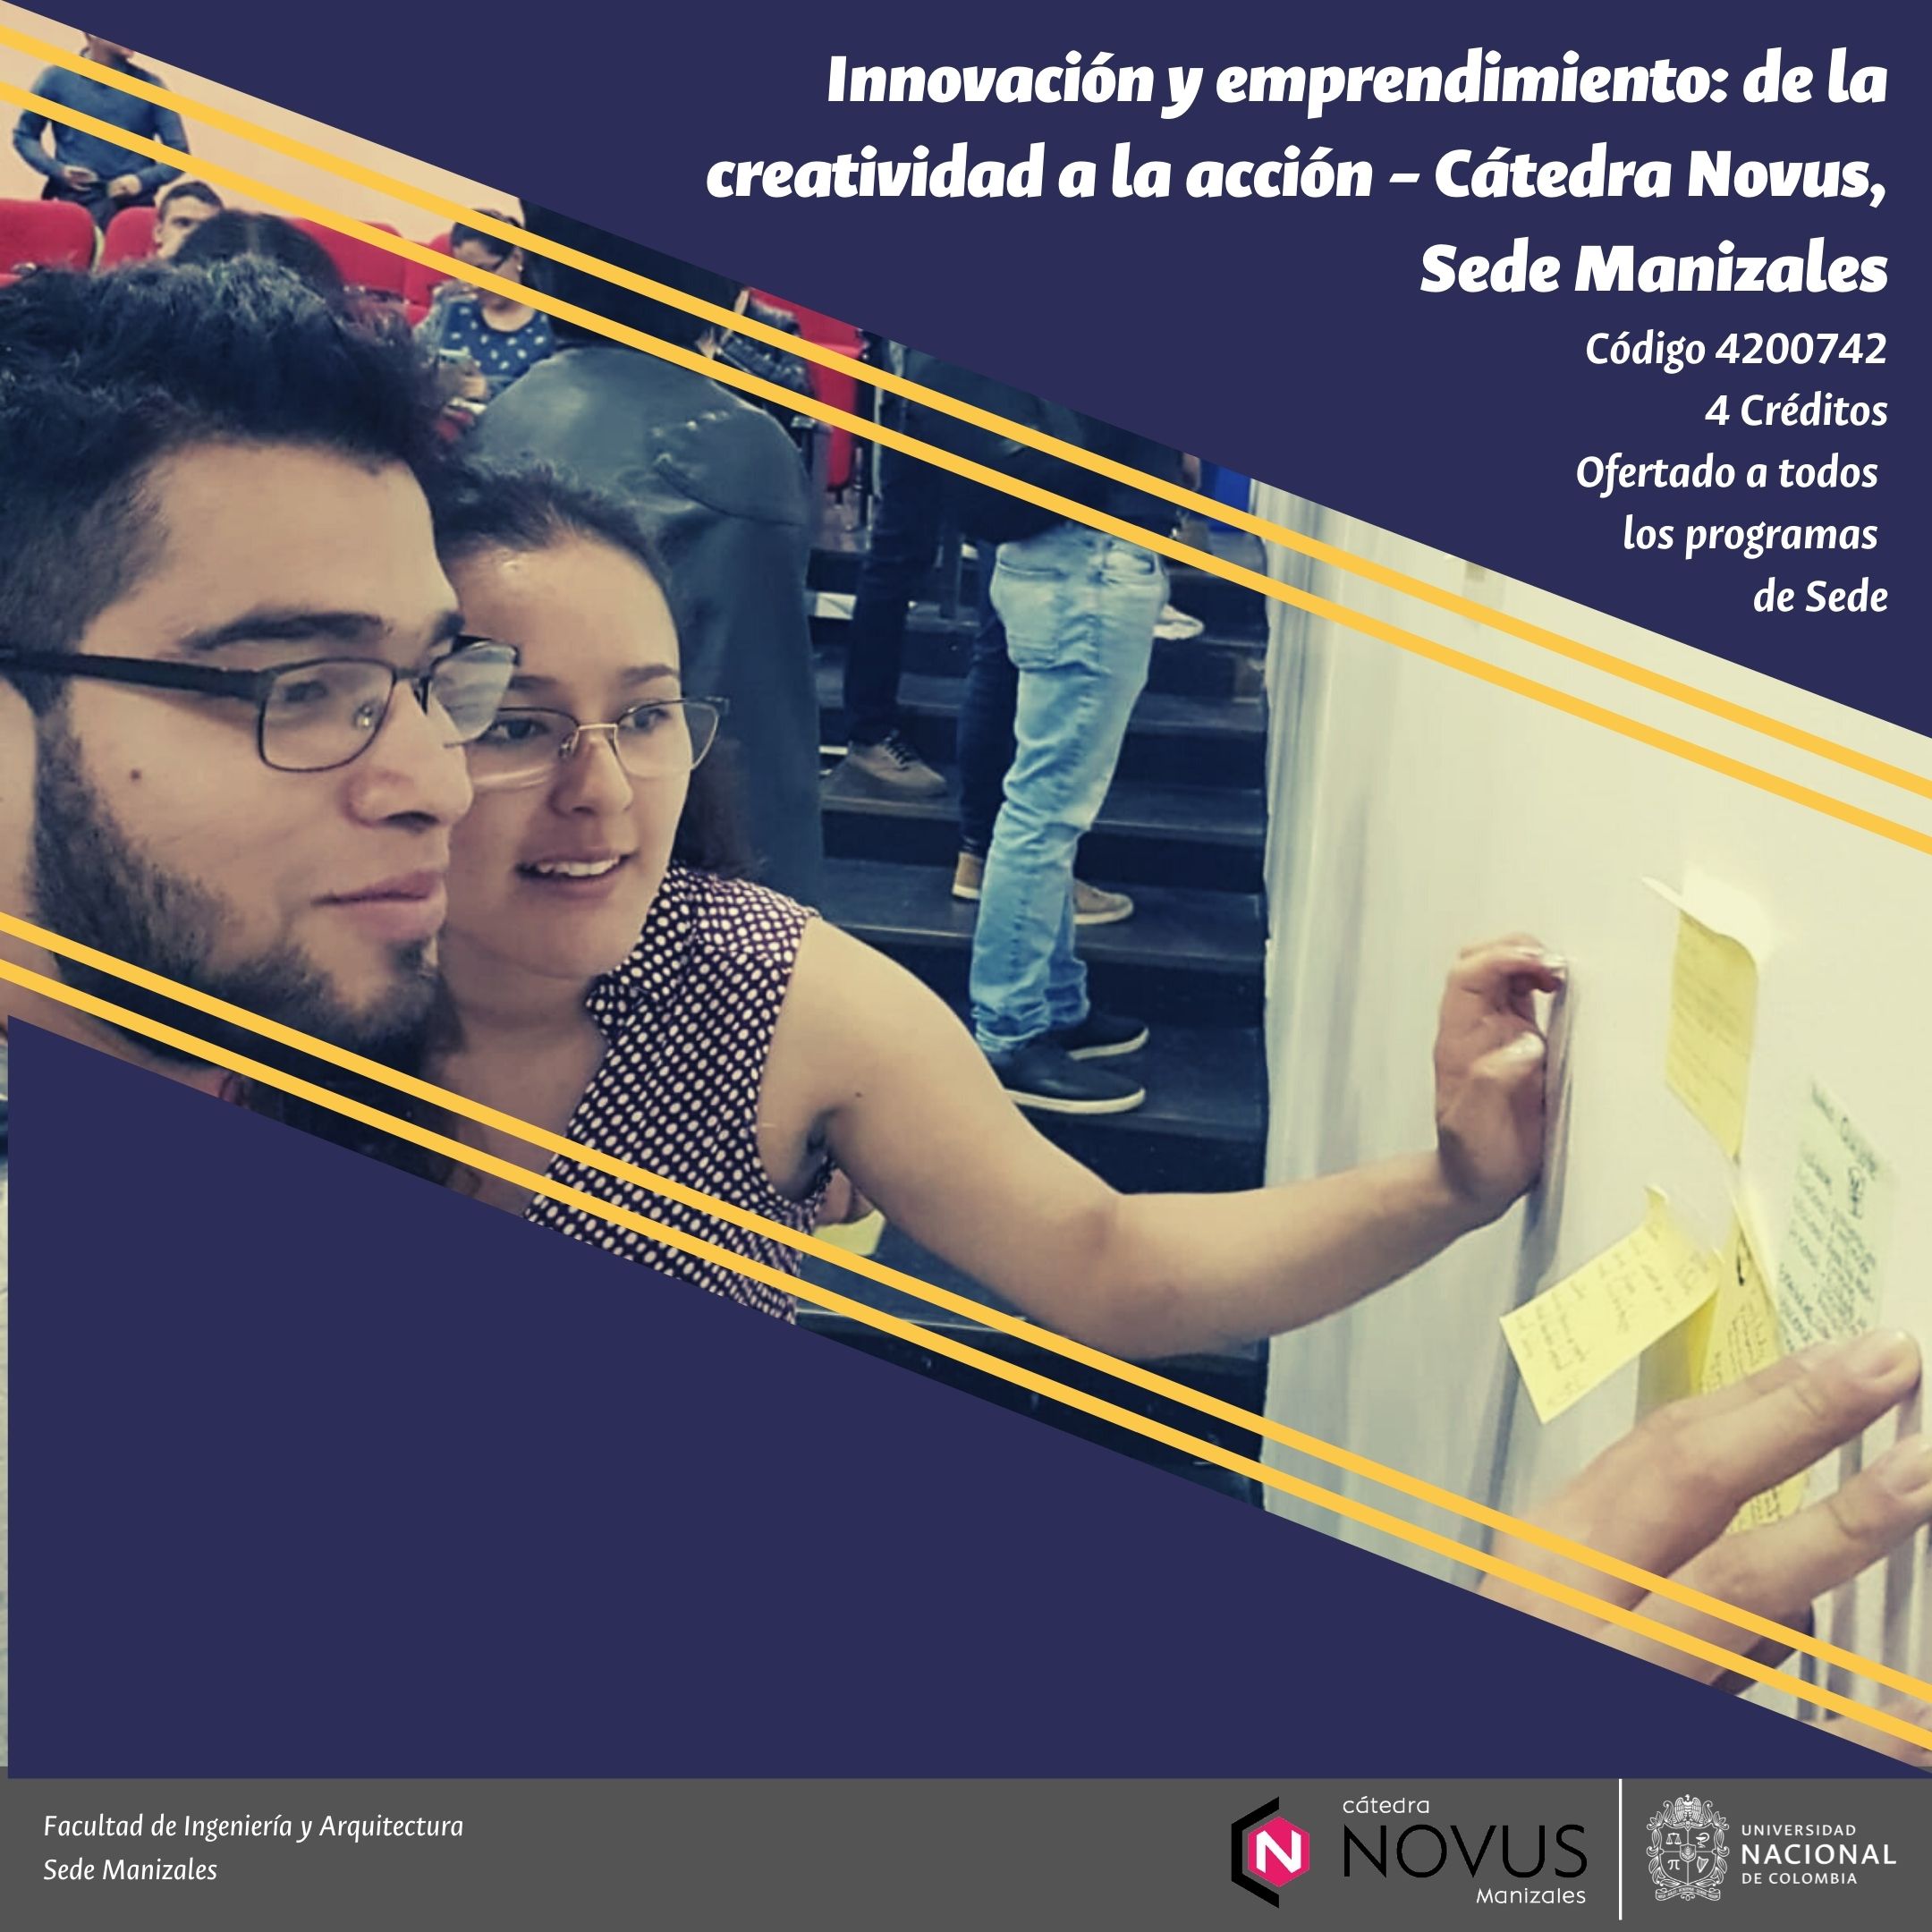 Innovación y emprendimiento: de la
creatividad a la acción – Cátedra Novus,
Sede Manizales
Código 4200742
4 Créditos
Ofertado a todos
los programas
de Sede
Facultad de Ingeniería y Arquitectura
Sede Manizales
cátedra
NOVUS
Manizales
UNIVERSIDAD
NACIONAL
DE COLOMBIA